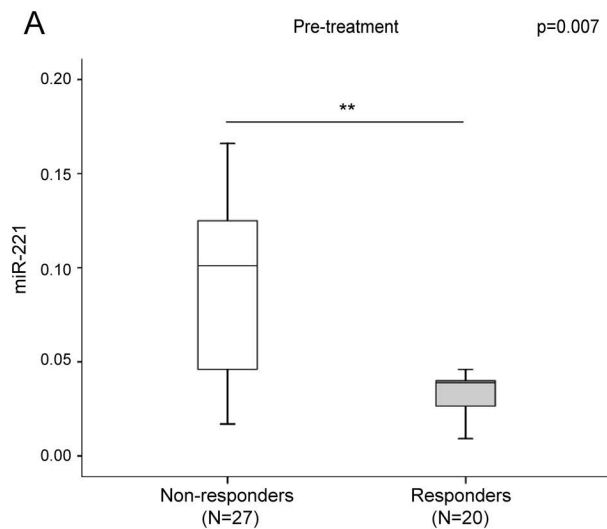 A
Pre-treatment
p=0.007
0.20
**
0.15
miR-221
0.10
0.05
0.00
Non-responders
(N=27)
Responders
(N=20)